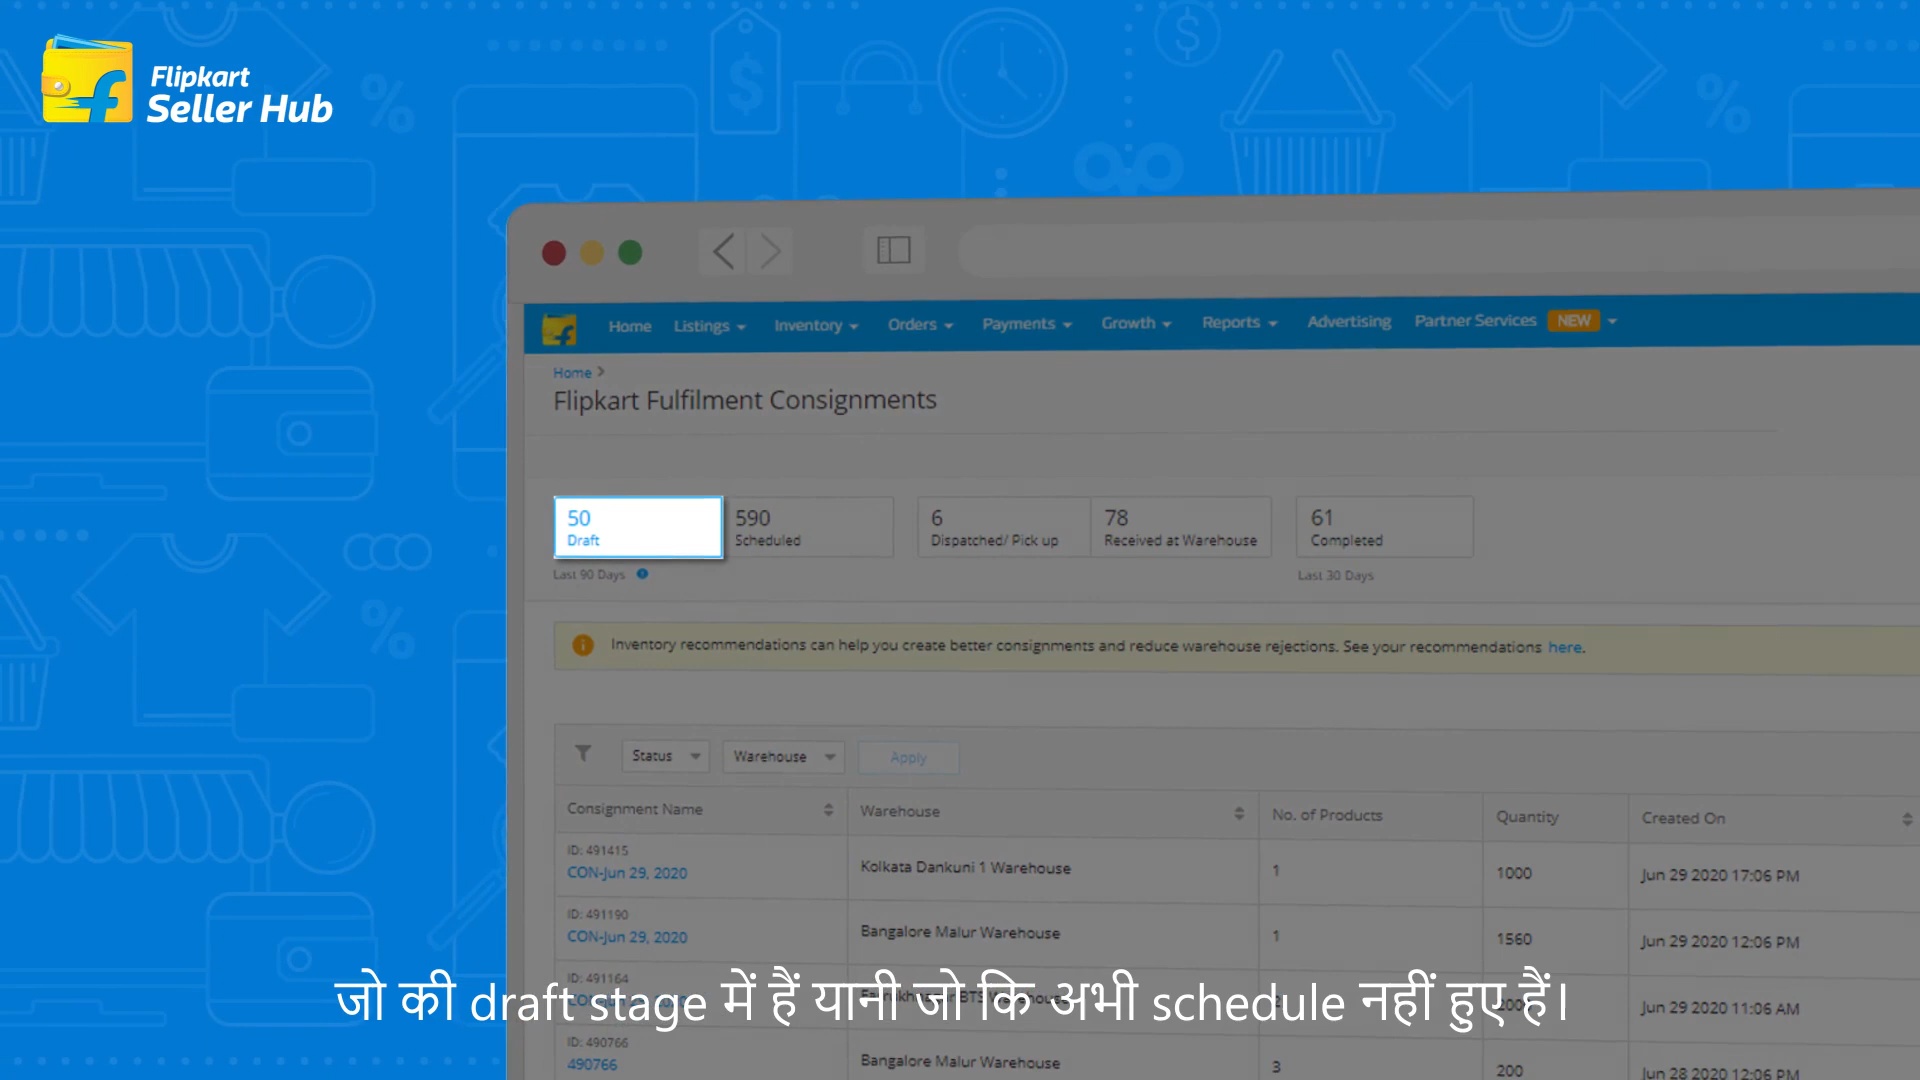 Flipkart
Seller Hub
Home Listings Inventory Orders Payments Growth Reports Advertising Partner Services NEW
Home >
Flipkart Fulfilment Consignments
50 590 6 78 61
Draft Scheduled Dispatched/ Pick up Received at Warehouse Completed
Last 90 Days Last 30 Days
Inventory recommendations can help you create better consignments and reduce warehouse rejections. See your recommendations here.
Status Warehouse Apply
Consignment Name Warehouse No. of Products Quantity Created On
ID: 491415
CON-Jun 29, 2020 Kolkata Dankuni 1 Warehouse 1 1000 Jun 29 2020 17:06 PM
ID: 491190
CON-Jun 29, 2020 Bangalore Malur Warehouse 1 1560 Jun 29 2020 12:06 PM
ID: 491164
Jun 29 2020 11:06 AM
जो की draft stage में हैं यानी जो कि अभी schedule नहीं हुए हैं।
ID: 490766
490766 Bangalore Malur Warehouse 3 200 Jun 28 2020 12:06 PM